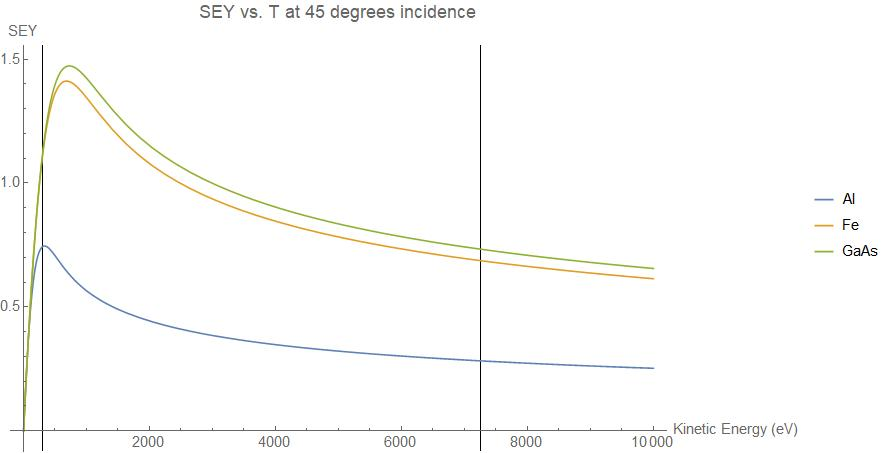 SEY vs. T at 45 degrees incidence
SEY
1.5
1.0
0.5
2000
4000
6000
8000
10 000
Kinetic Energy (eV)
Al
Fe
GaAs